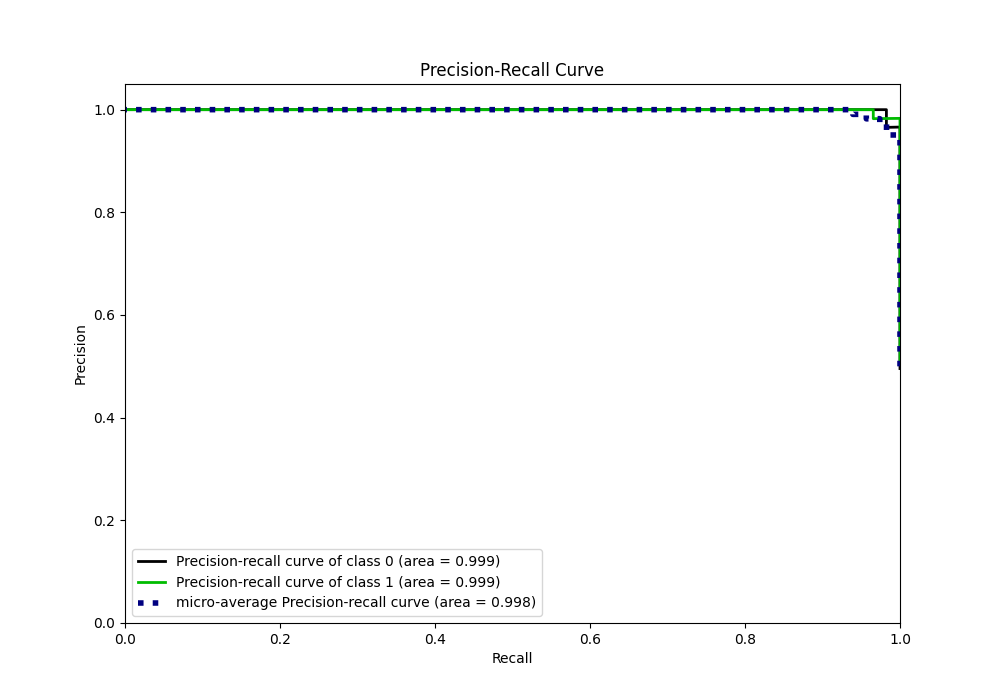 Precision-Recall Curve
1.0
0.8
0.6
0.4
0.2
0.0
Precision
Precision-recall curve of class 0 (area = 0.999)
Precision-recall curve of class 1 (area = 0.999)
micro-average Precision-recall curve (area = 0.998)
0.0 0.2 0.4 0.6 0.8 1.0
Recall